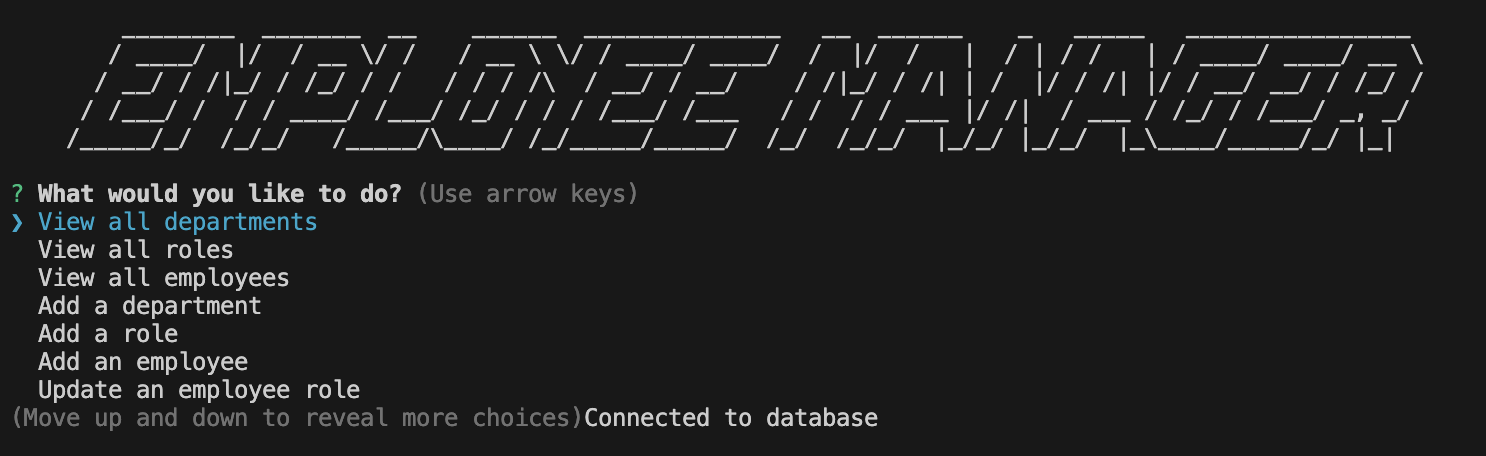 EMPLOYEE MANAGER
? What would you like to do? (Use arrow keys)
❯ View all departments
View all roles
View all employees
Add a department
Add a role
Add an employee
Update an employee role
(Move up and down to reveal more choices)Connected to database